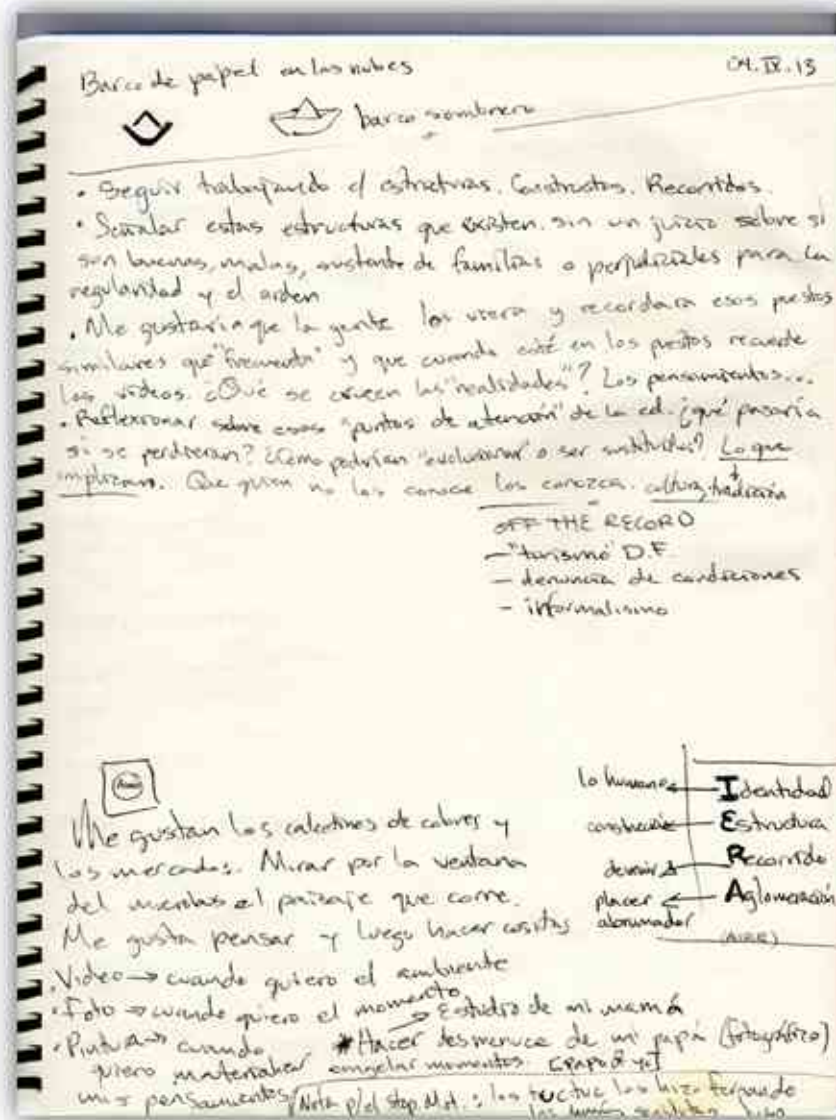 Barco de papel en las nubes
04.IX.13
barco sombrero
• Seguir trabajando c/ estructuras. Constructos. Recorridos.
• Señalar estas estructuras que existen. sin un juicio sobre si
son buenas, malas, sustento de familias o perjudiciales para la
regularidad y el orden
• Me gustaría que la gente los viera y recordara esos puestos
similares que "frecuenta" y que cuando esté en los puestos recuerde
los videos. ¿Qué se crucen las "realidades"? Los pensamientos...
• Reflexionar sobre esos "puntos de atención" de la cd. ¿qué pasaría
si se perdieran? ¿Cómo podrían "evolucionar" o ser sustituidos? Lo que
implican. Que quien no los conoce los conozca. cultura, tradición
OFF THE RECORD
- "turismo" D.F.
- denuncia de condiciones
- informalismo
lo humano Identidad
Estructura
devenir Recorrido
placer Aglomeración
abrumador
(AIRE)
Me gustan los calcetines de colores y
los mercados. Mirar por la ventana
del microbus el paisaje que corre.
Me gusta pensar y luego hacer cositas
• Video → cuando quiero el ambiente
• Foto → cuando quiero el momento
→ Estudio de mi mamá
• Pintura → cuando
* Hacer desmenuce de mi papá (fotográfico)
quiero materializar congelar momentos [PAPÓ & YO]
mis pensamientos
Nota p/el stop Mot.: los hizo Fernando